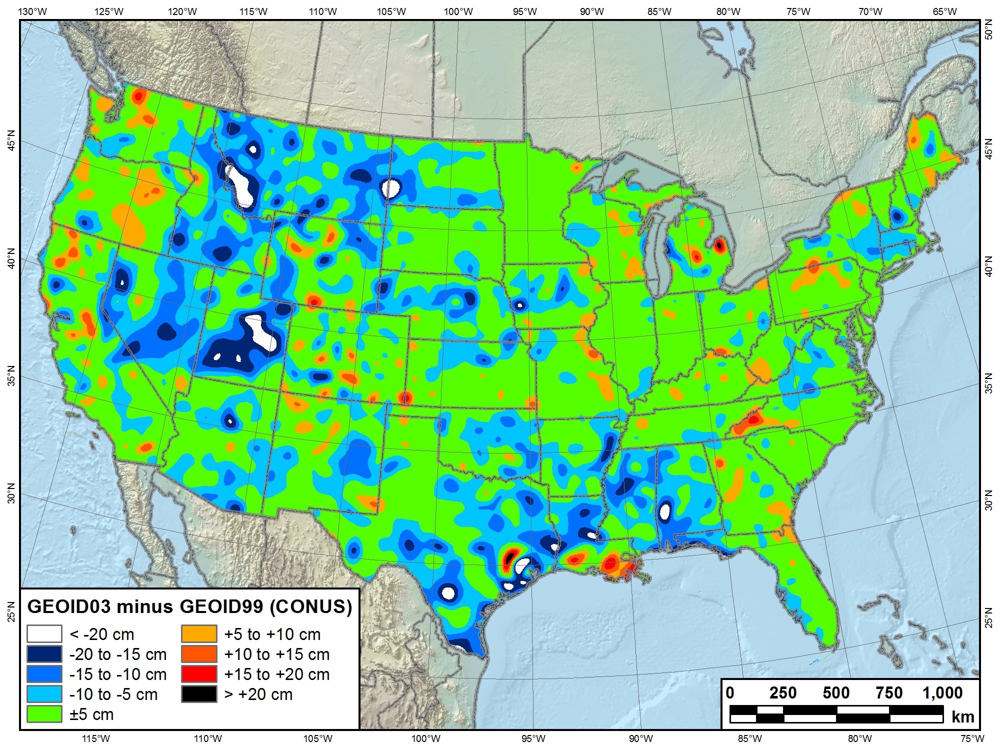 130°W 125°W 120°W 115°W 110°W 105°W 100°W 95°W 90°W 85°W 80°W 75°W 70°W 65°W
50°N
45°N 45°N
40°N 40°N
35°N 35°N
30°N 30°N
25°N 25°N
GEOID03 minus GEOID99 (CONUS)
< -20 cm +5 to +10 cm
-20 to -15 cm +10 to +15 cm
-15 to -10 cm +15 to +20 cm
-10 to -5 cm > +20 cm
±5 cm
0 250 500 750 1,000
km
115°W 110°W 105°W 100°W 95°W 90°W 85°W 80°W 75°W